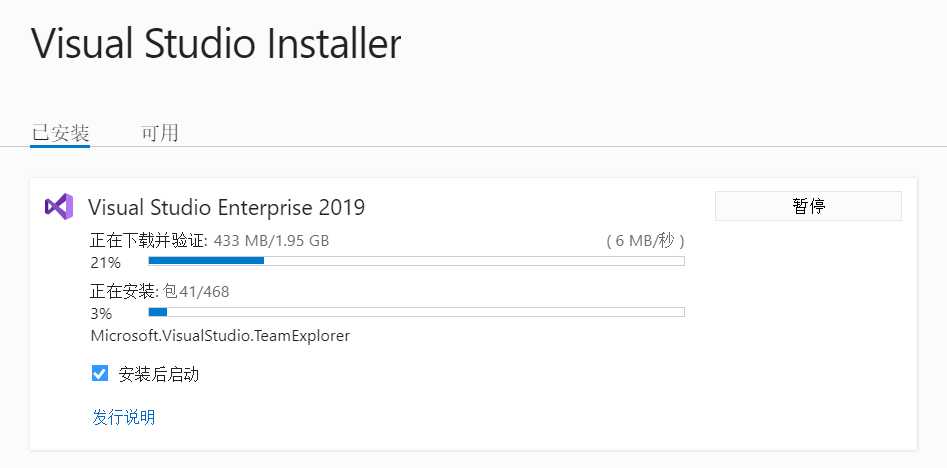 Visual Studio Installer
已安装 可用
Visual Studio Enterprise 2019 暂停
正在下载并验证: 433 MB/1.95 GB ( 6 MB/秒 )
21%
正在安装: 包41/468
3%
Microsoft.VisualStudio.TeamExplorer
安装后启动
发行说明